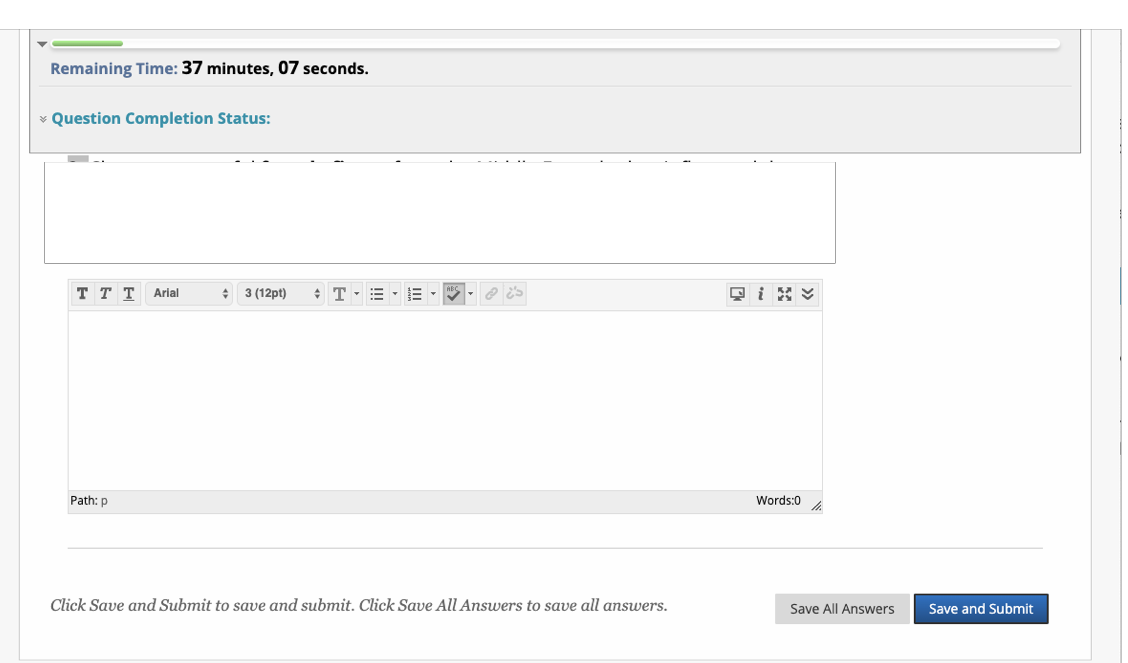 Remaining Time: 37 minutes, 07 seconds.
Question Completion Status:
T T T Arial 3 (12pt) T ABC i
Path: p Words:0
Click Save and Submit to save and submit. Click Save All Answers to save all answers. Save All Answers Save and Submit